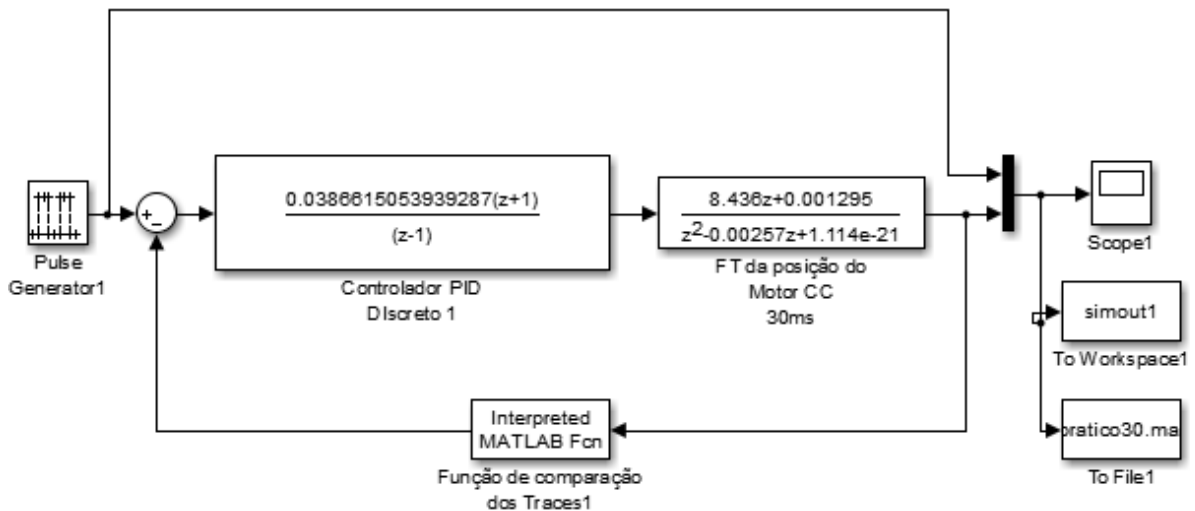 Pulse
Generator1
+
−
0.0386615053939287(z+1)
(z-1)
Controlador PID
DIscreto 1
8.436z+0.001295
z2-0.00257z+1.114e-21
FT da posição do
Motor CC
30ms
Scope1
simout1
To Workspace1
Interpreted
MATLAB Fcn
Função de comparação
dos Traces1
pratico30.ma
To File1